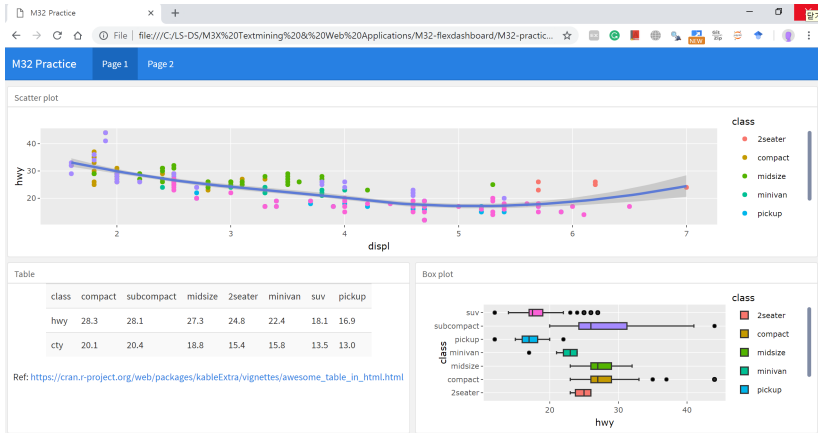 M32 Practice
File
file:///C:/LS-DS/M3X%20Textmining%20&%20Web%20Applications/M32-flexdashboard/M32-practic...
NEW
M32 Practice Page 1 Page 2
Scatter plot
hwy
40
30
20
2 3 4 5 6 7
displ
class
2seater
compact
midsize
minivan
pickup
Table
class compact subcompact midsize 2seater minivan suv pickup
hwy 28.3 28.1 27.3 24.8 22.4 18.1 16.9
cty 20.1 20.4 18.8 15.4 15.8 13.5 13.0
Ref: https://cran.r-project.org/web/packages/kableExtra/vignettes/awesome_table_in_html.html
Box plot
class
suv
subcompact
pickup
minivan
midsize
compact
2seater
20 30 40
hwy
class
2seater
compact
midsize
minivan
pickup